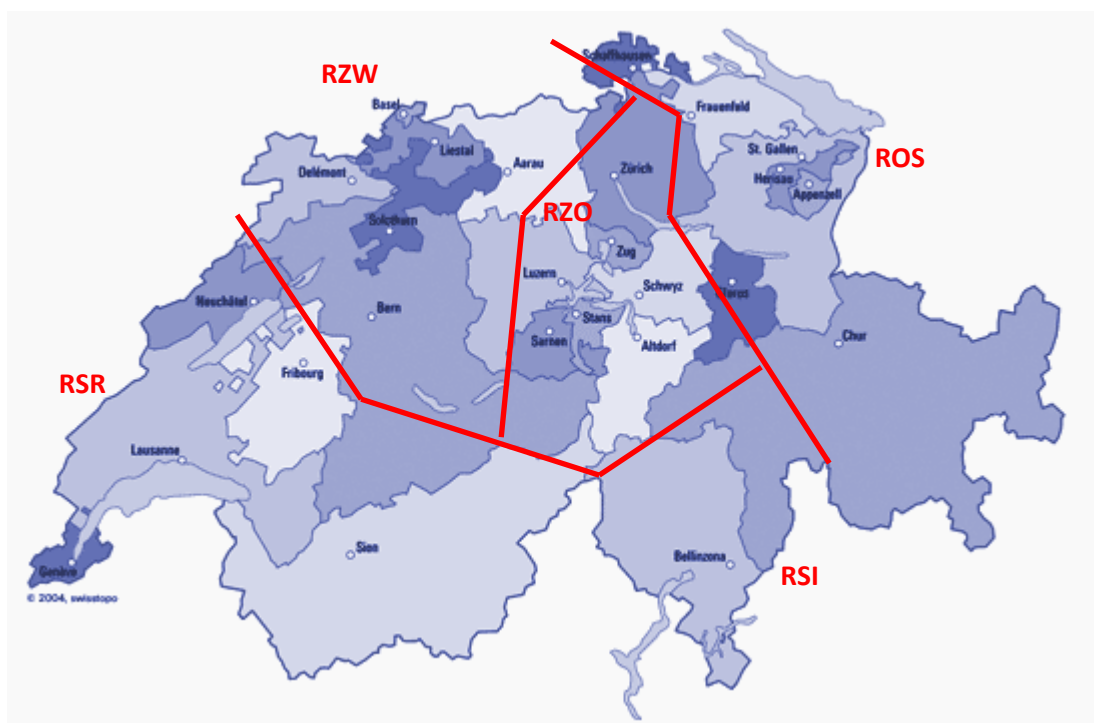 Schaffhausen
RZW
Basel
Frauenfeld
Liestal
St. Gallen
ROS
Aarau
Delémont
Zürich
Herisau
Appenzell
RZO
Solothurn
Zug
Luzern
Schwyz
Glarus
Neuchâtel
Bern
Stans
Sarnen
Altdorf
Chur
Fribourg
RSR
Lausanne
Sion
Bellinzona
Genève
RSI
© 2004, swisstopo